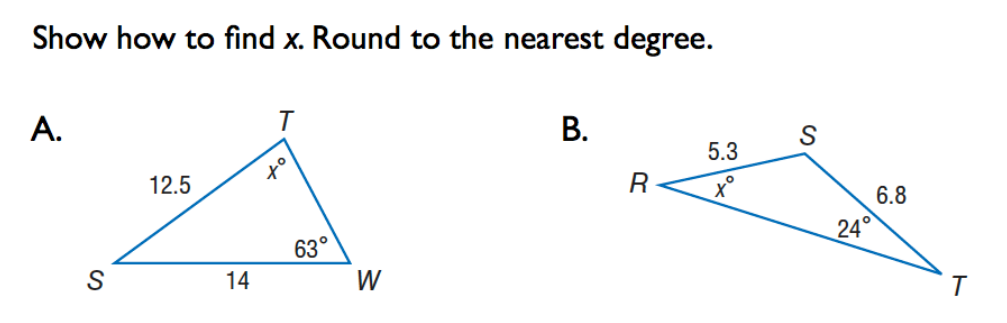 Show how to find x. Round to the nearest degree.
A.
T
x°
12.5
63°
S
14
W
B.
S
5.3
R
x°
6.8
24°
T